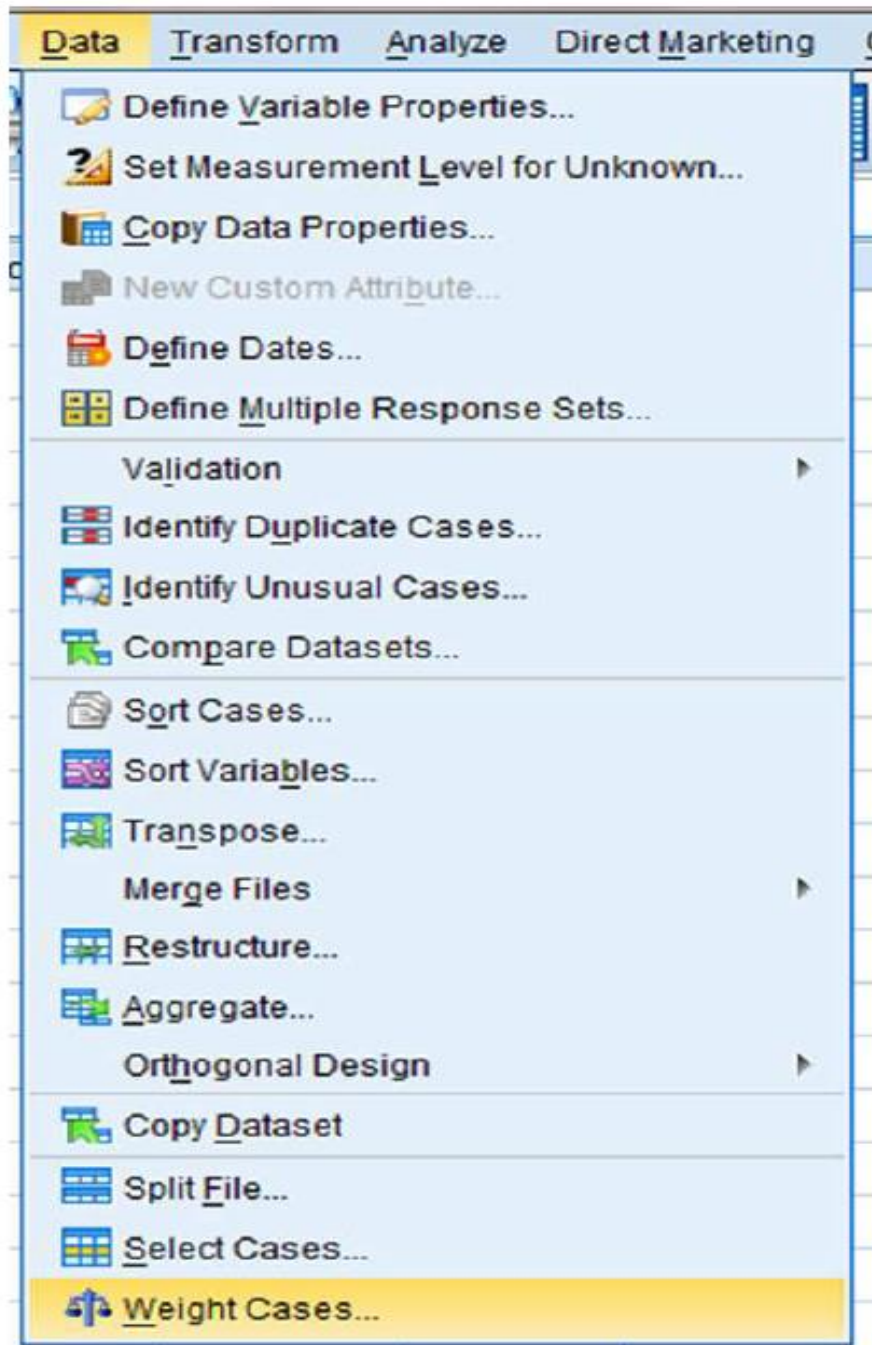 Data Transform Analyze Direct Marketing
Define Variable Properties...
Set Measurement Level for Unknown...
Copy Data Properties...
New Custom Attribute...
Define Dates...
Define Multiple Response Sets...
Validation
Identify Duplicate Cases...
Identify Unusual Cases...
Compare Datasets...
Sort Cases...
Sort Variables...
Transpose...
Merge Files
Restructure...
Aggregate...
Orthogonal Design
Copy Dataset
Split File...
Select Cases...
Weight Cases...